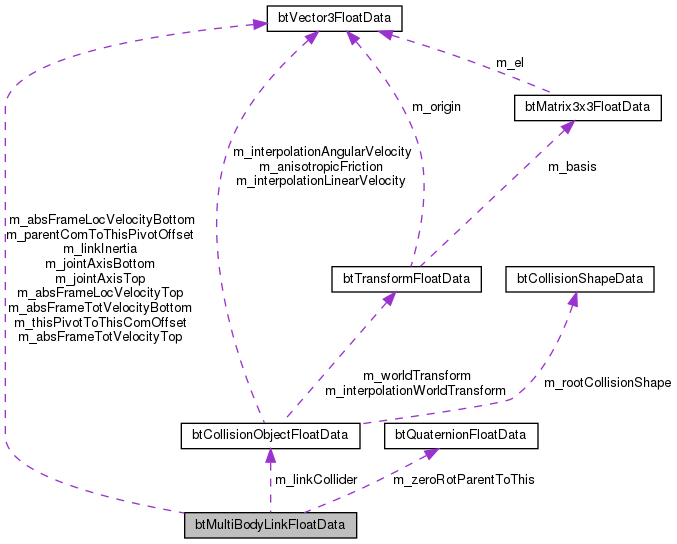 btVector3FloatData
m_el
m_origin
btMatrix3x3FloatData
m_interpolationAngularVelocity
m_anisotropicFriction
m_interpolationLinearVelocity
m_basis
m_absFrameLocVelocityBottom
m_parentComToThisPivotOffset
m_linkInertia
m_jointAxisBottom
m_jointAxisTop
m_absFrameLocVelocityTop
m_absFrameTotVelocityBottom
m_thisPivotToThisComOffset
m_absFrameTotVelocityTop
btTransformFloatData
btCollisionShapeData
m_worldTransform
m_interpolationWorldTransform
m_rootCollisionShape
btCollisionObjectFloatData
btQuaternionFloatData
m_linkCollider
m_zeroRotParentToThis
btMultiBodyLinkFloatData